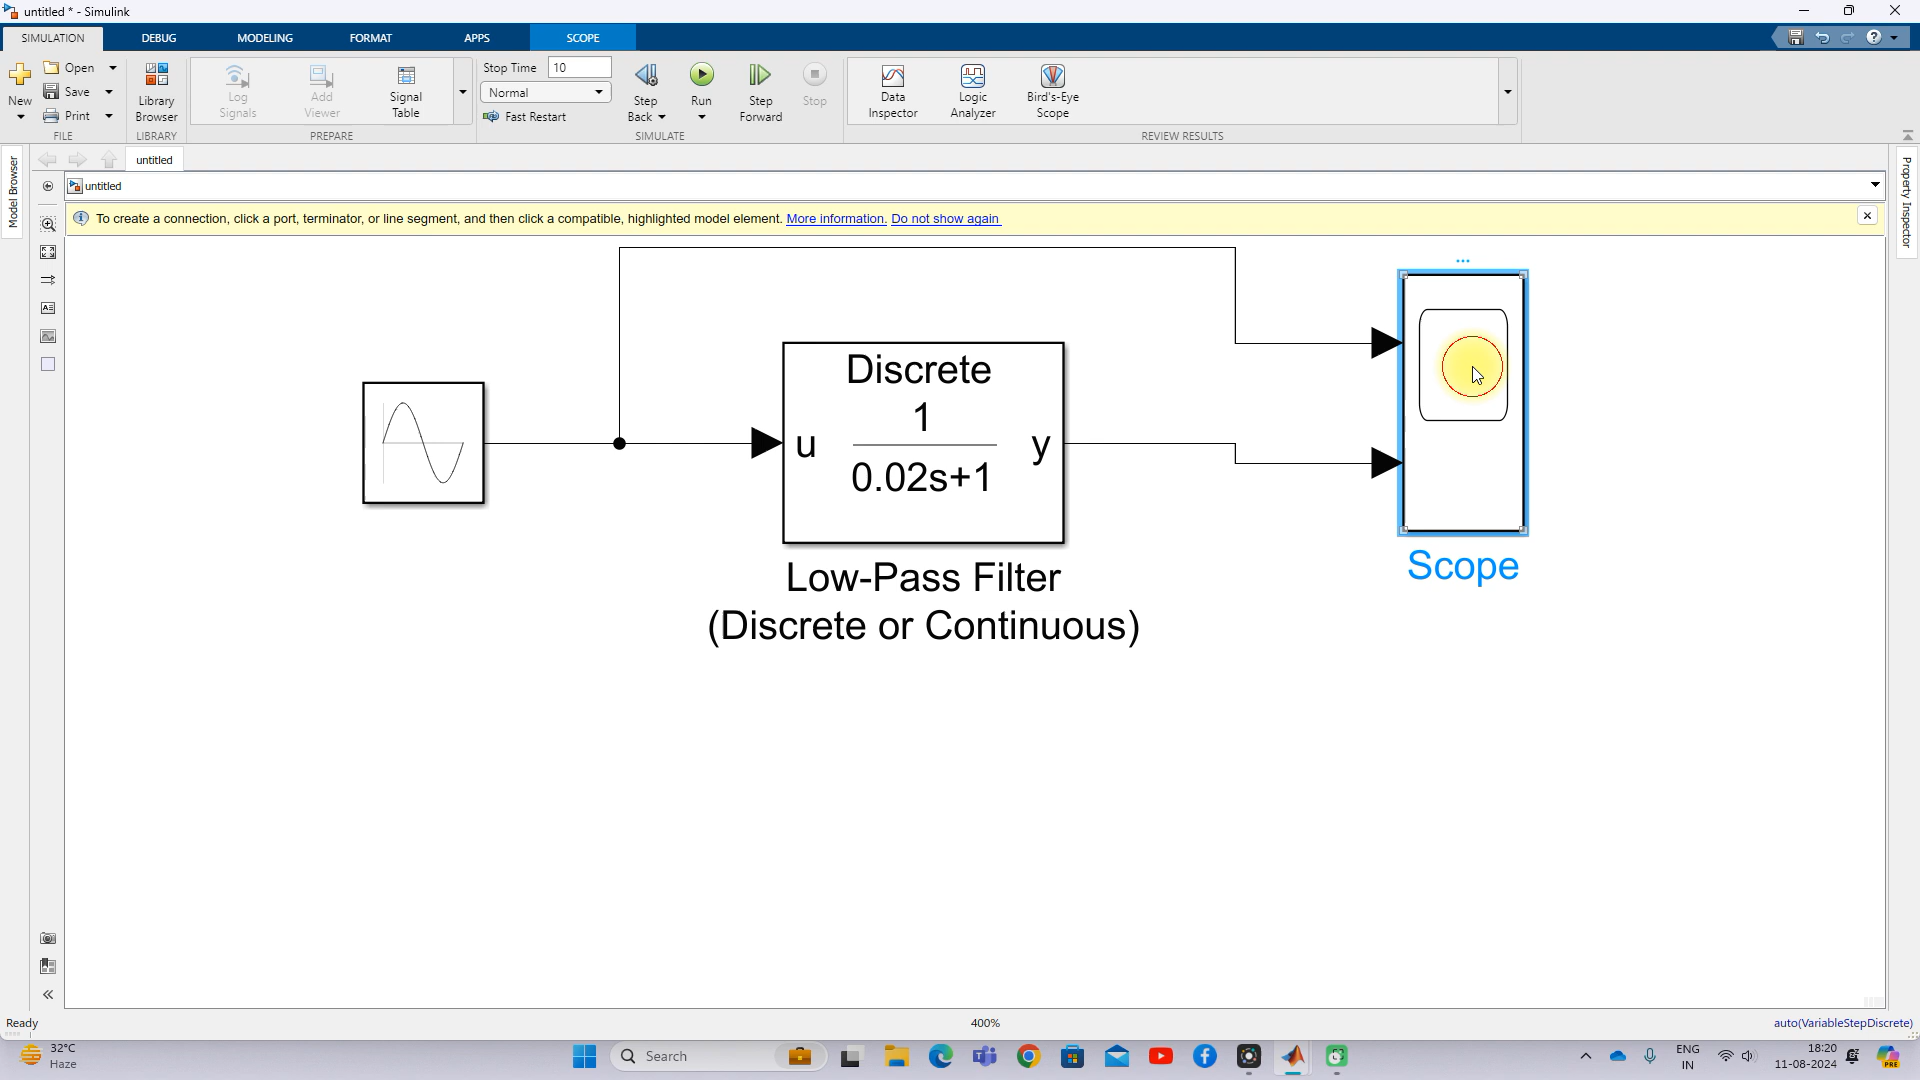 untitled * - Simulink
SIMULATION DEBUG MODELING FORMAT APPS SCOPE
New
Open
Save
Print
FILE
Library Browser
LIBRARY
Log Signals
Add Viewer
Signal Table
PREPARE
Stop Time 10
Normal
Fast Restart
Step Back
Run
Step Forward
Stop
SIMULATE
Data Inspector
Logic Analyzer
Bird's-Eye Scope
REVIEW RESULTS
Model Browser
untitled
Property Inspector
untitled
To create a connection, click a port, terminator, or line segment, and then click a compatible, highlighted model element. More information. Do not show again
Discrete
1
u y
0.02s+1
Low-Pass Filter
(Discrete or Continuous)
Scope
Ready 400% auto(VariableStepDiscrete)
32°C
Haze
Search
ENG
IN
18:20
11-08-2024
PRE